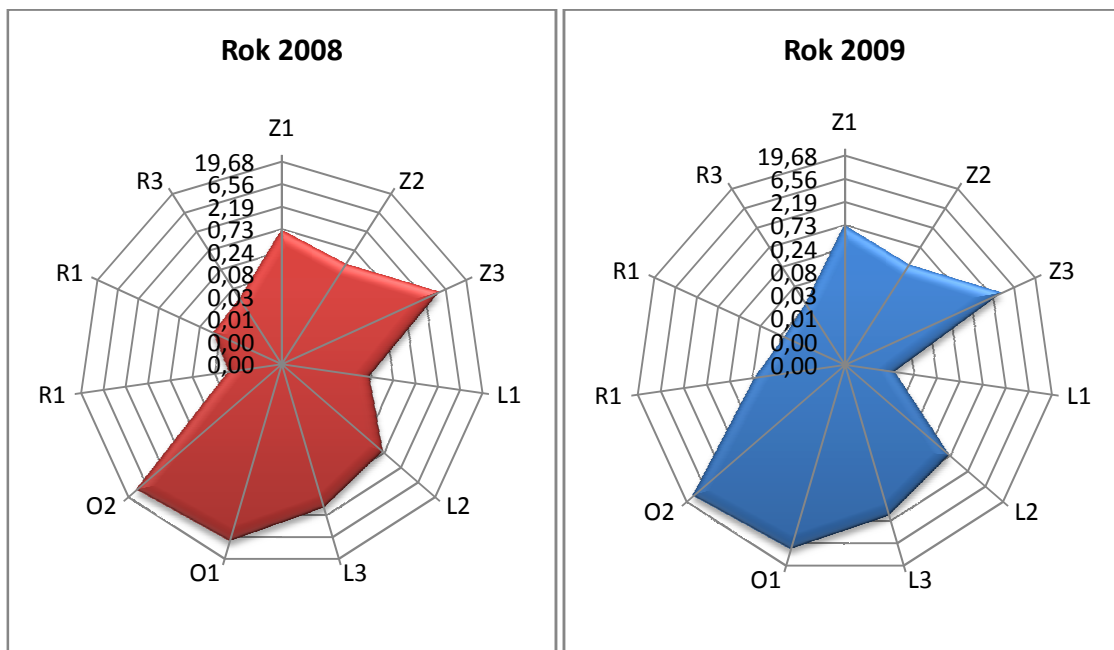 Rok 2008
Z1
Z2
Z3
L1
L2
L3
O1
O2
R1
R1
R3
19,68
6,56
2,19
0,73
0,24
0,08
0,03
0,01
0,00
0,00
Rok 2009
Z1
Z2
Z3
L1
L2
L3
O1
O2
R1
R1
R3
19,68
6,56
2,19
0,73
0,24
0,08
0,03
0,01
0,00
0,00